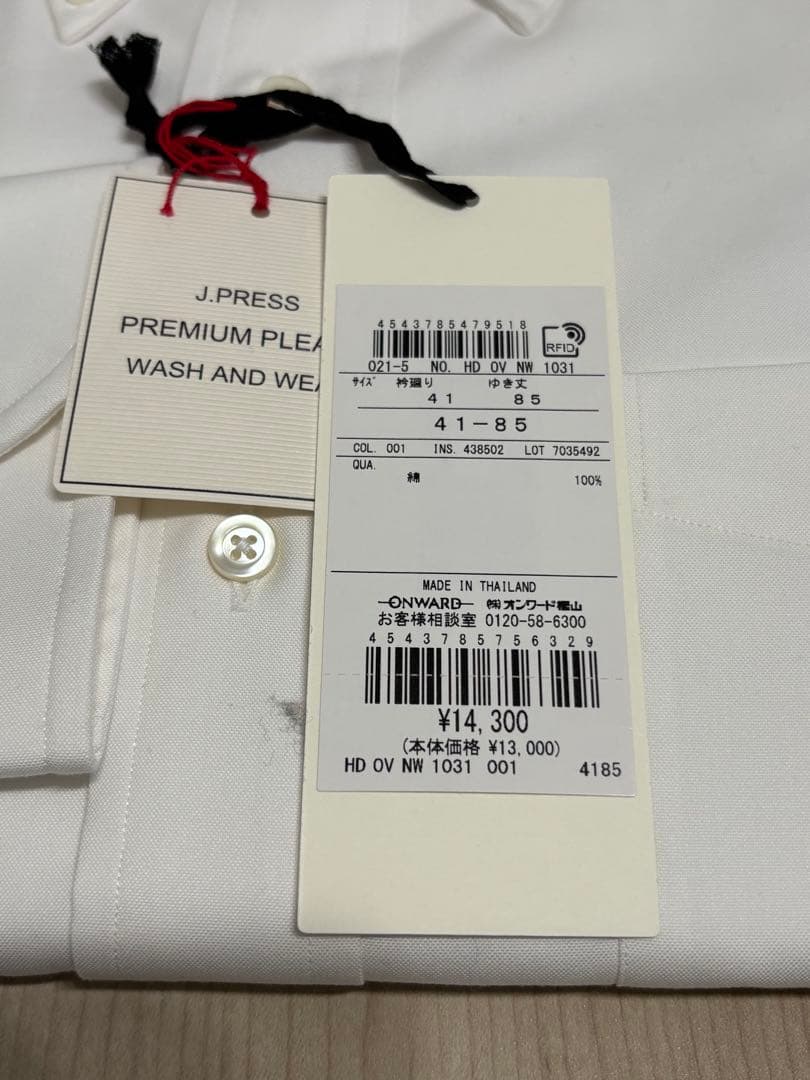 J.PRESS
PREMIUM PLEA
WASH AND WEA
4543785479518
RFID
021-5 NO. HD OV NW 1031
ｻｲｽﾞ 衿廻り ゆき丈
41 85
41-85
COL. 001 INS. 438502 LOT 7035492
QUA.
綿 100%
MADE IN THAILAND
ONWARD ㈱オンワード樫山
お客様相談室 0120-58-6300
4543785756329
¥14,300
(本体価格 ¥13,000)
HD OV NW 1031 001 4185